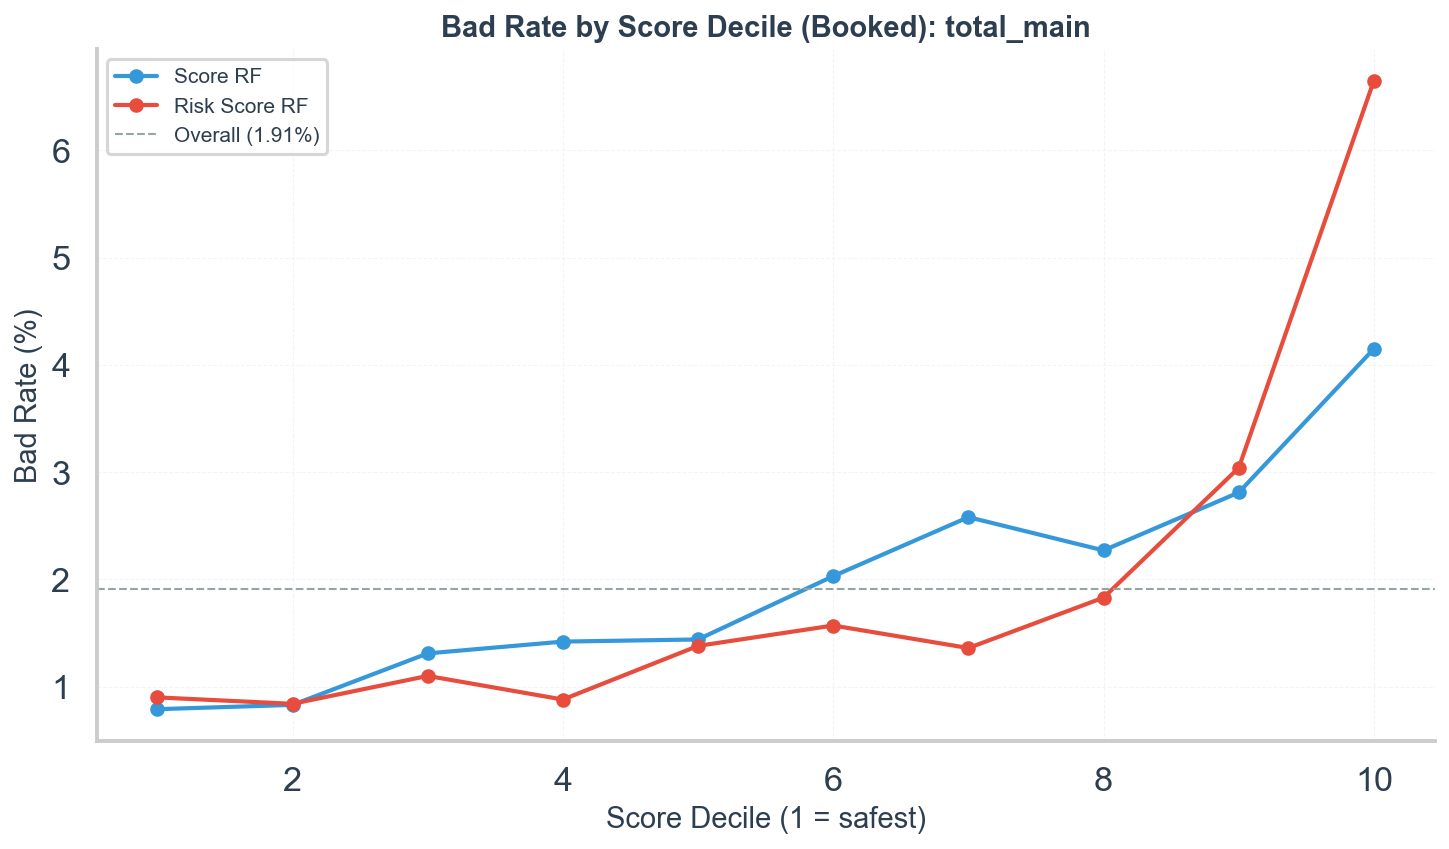 Bad Rate by Score Decile (Booked): total_main
Score RF
Risk Score RF
Overall (1.91%)
Bad Rate (%)
6
5
4
3
2
1
2
4
6
8
10
Score Decile (1 = safest)